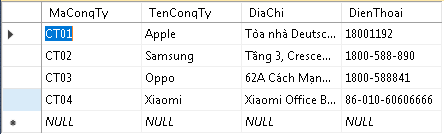 MaCongTy TenCongTy DiaChi DienThoai
CT01 Apple Tòa nhà Deutsc... 18001192
CT02 Samsung Tầng 3, Cresce... 1800-588-890
CT03 Oppo 62A Cách Mạn... 1800-588841
CT04 Xiaomi Xiaomi Office B... 86-010-60606666
NULL NULL NULL NULL